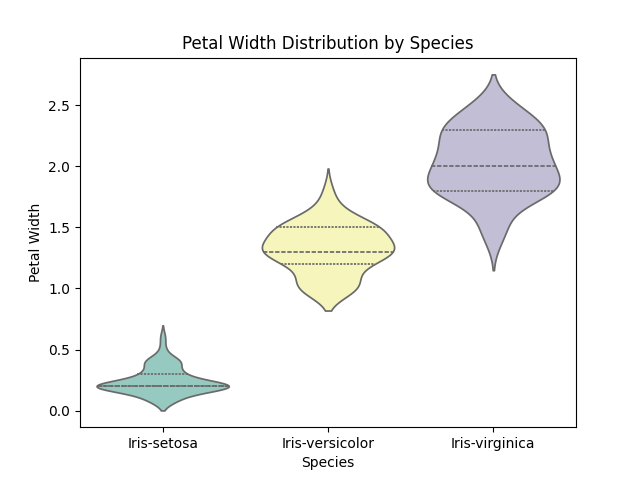 Petal Width Distribution by Species
Petal Width
2.5
2.0
1.5
1.0
0.5
0.0
Iris-setosa
Iris-versicolor
Iris-virginica
Species